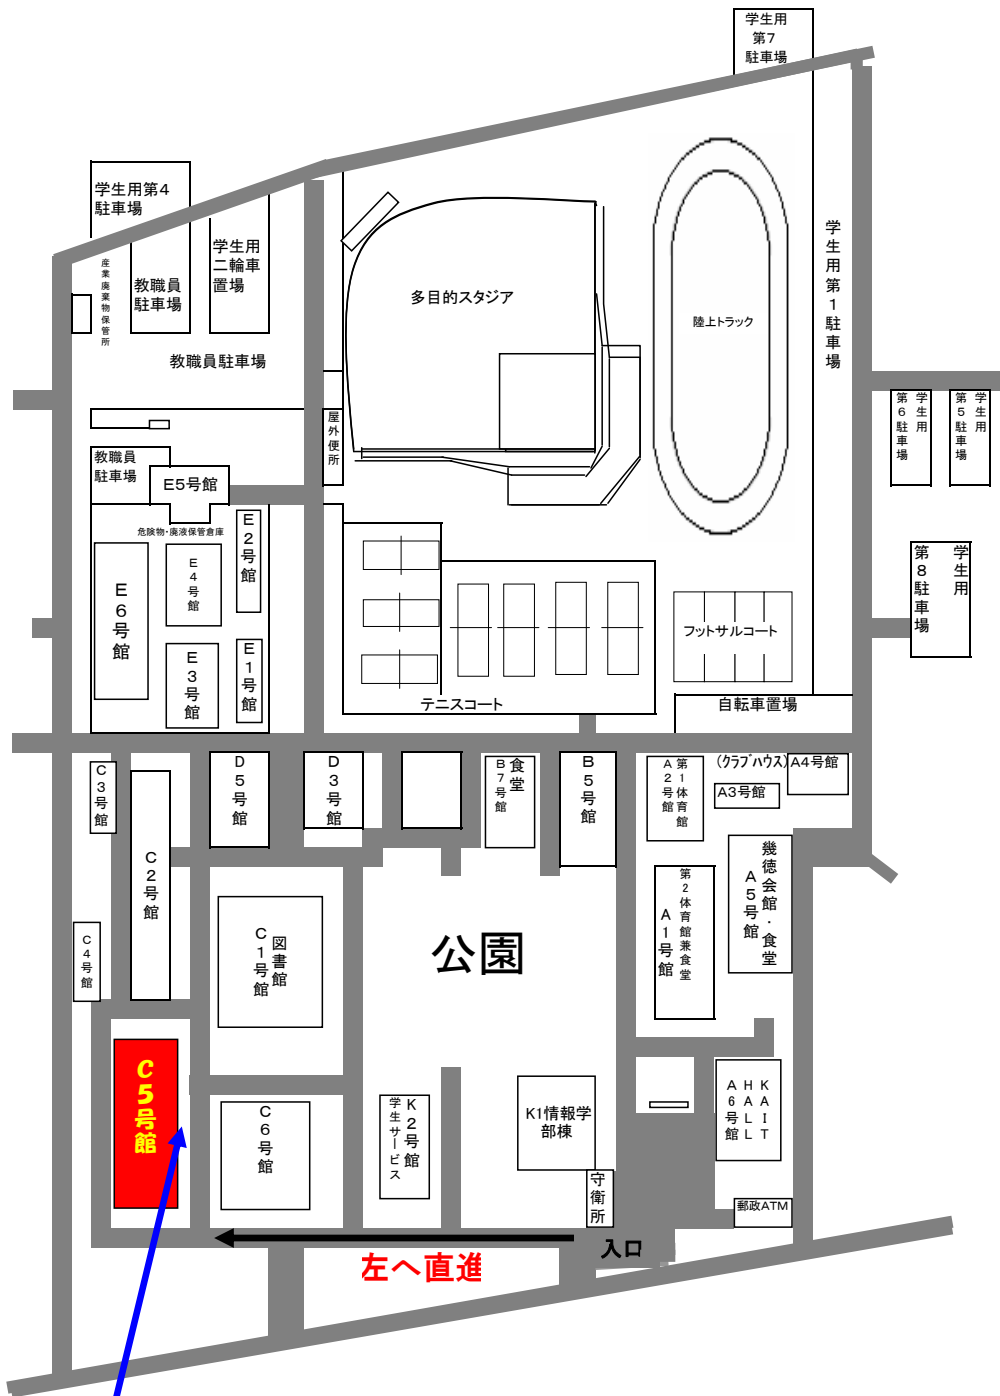 学生用
第7
駐車場
学生用第4
駐車場
産業廃棄物保管所
教職員
駐車場
学生用
二輪車
置場
教職員駐車場
多目的スタジア
陸上トラック
学生用第1駐車場
学生用
第6駐車場
学生用
第5駐車場
学生用
第8駐車場
屋外便所
教職員
駐車場
E5号館
危険物・廃液保管倉庫
E2号館
E4号館
E6号館
E3号館
E1号館
フットサルコート
テニスコート
自転車置場
C3号館
D5号館
D3号館
食堂
B7号館
B5号館
第1体育館
A2号館
(クラブハウス)
A3号館
A4号館
C2号館
C4号館
図書館
C1号館
公園
第2体育館兼食堂
A1号館
幾徳会館・食堂
A5号館
C5号館
C6号館
K2号館
学生サービス
K1情報学
部棟
守衛所
KAIT
HALL
A6号館
郵政ATM
入口
左へ直進